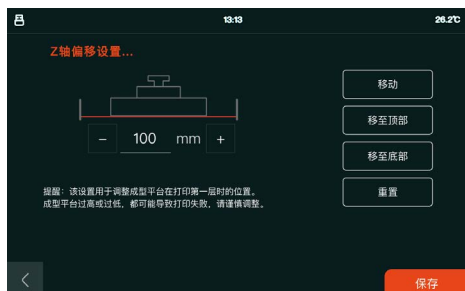 13:13
26.2℃
Z轴偏移设置...
移动
移至顶部
− 100 mm +
移至底部
重置
提醒：该设置用于调整成型平台在打印第一层时的位置。
成型平台过高或过低，都可能导致打印失败，请谨慎调整。
保存